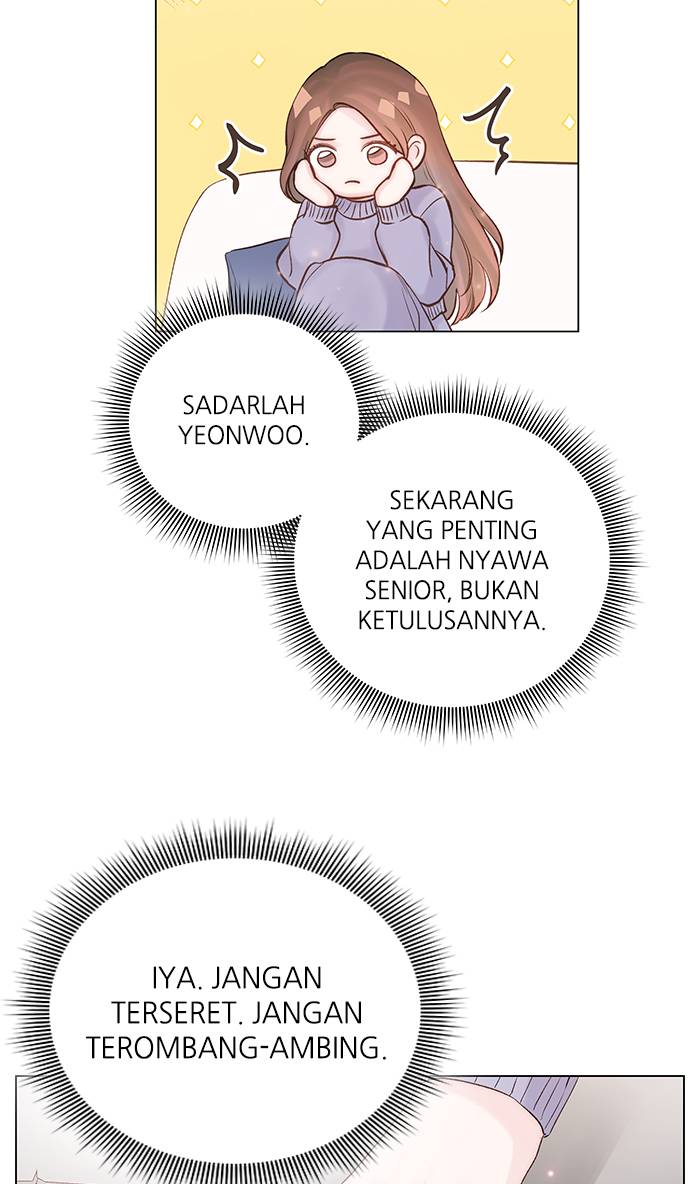 SADARLAH
YEONWOO.
SEKARANG
YANG PENTING
ADALAH NYAWA
SENIOR, BUKAN
KETULUSANNYA.
IYA. JANGAN
TERSERET. JANGAN
TEROMBANG-AMBING.